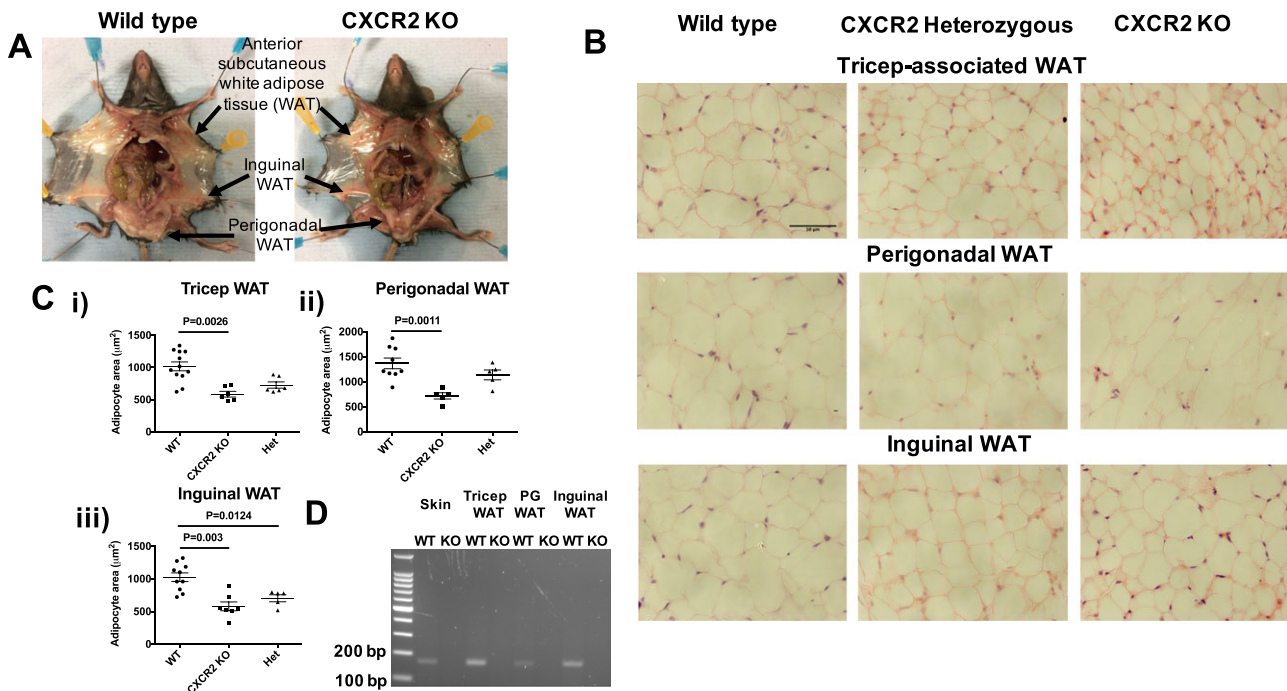 A
Wild type
CXCR2 KO
Anterior
subcutaneous
white adipose
tissue (WAT)
Inguinal
WAT
Perigonadal
WAT
B
Wild type
CXCR2 Heterozygous
CXCR2 KO
Tricep-associated WAT
Perigonadal WAT
Inguinal WAT
C
i)
Tricep WAT
P=0.0026
Adipocyte area (μm²)
1500
1000
500
0
WT
CXCR2 KO
Het
ii)
Perigonadal WAT
P=0.0011
Adipocyte area (μm²)
2000
1500
1000
500
0
WT
CXCR2 KO
Het
iii)
Inguinal WAT
P=0.0124
P=0.003
Adipocyte area (μm²)
1500
1000
500
0
WT
CXCR2 KO
Het
D
Skin
Tricep
WAT
PG
WAT
Inguinal
WAT
WT KO WT KO WT KO WT KO
200 bp
100 bp